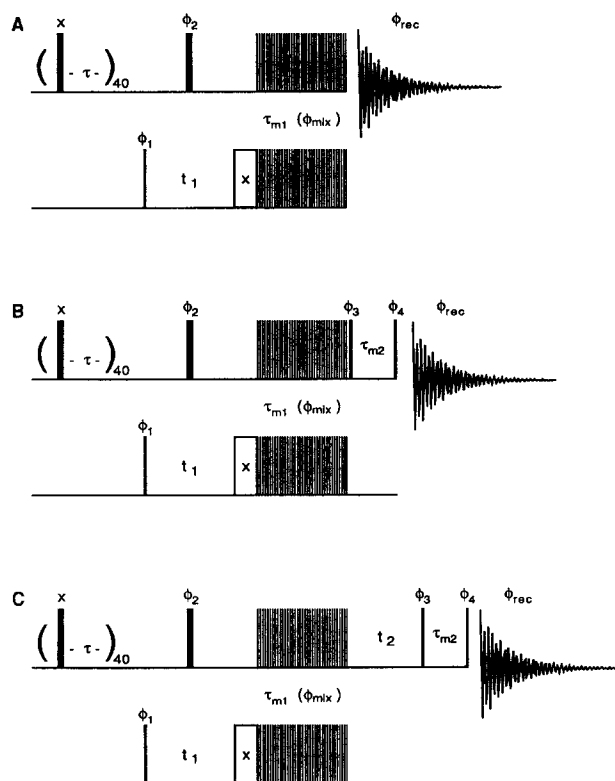 A
x φ₂ φrec
( - τ - )₄₀
τm1 (φmix)
φ₁ t₁ x
B
x φ₂ φ₃ φ₄ φrec
( - τ - )₄₀ τm2
τm1 (φmix)
φ₁ t₁ x
C
x φ₂ φ₃ φ₄ φrec
( - τ - )₄₀ t₂ τm2
τm1 (φmix)
φ₁ t₁ x